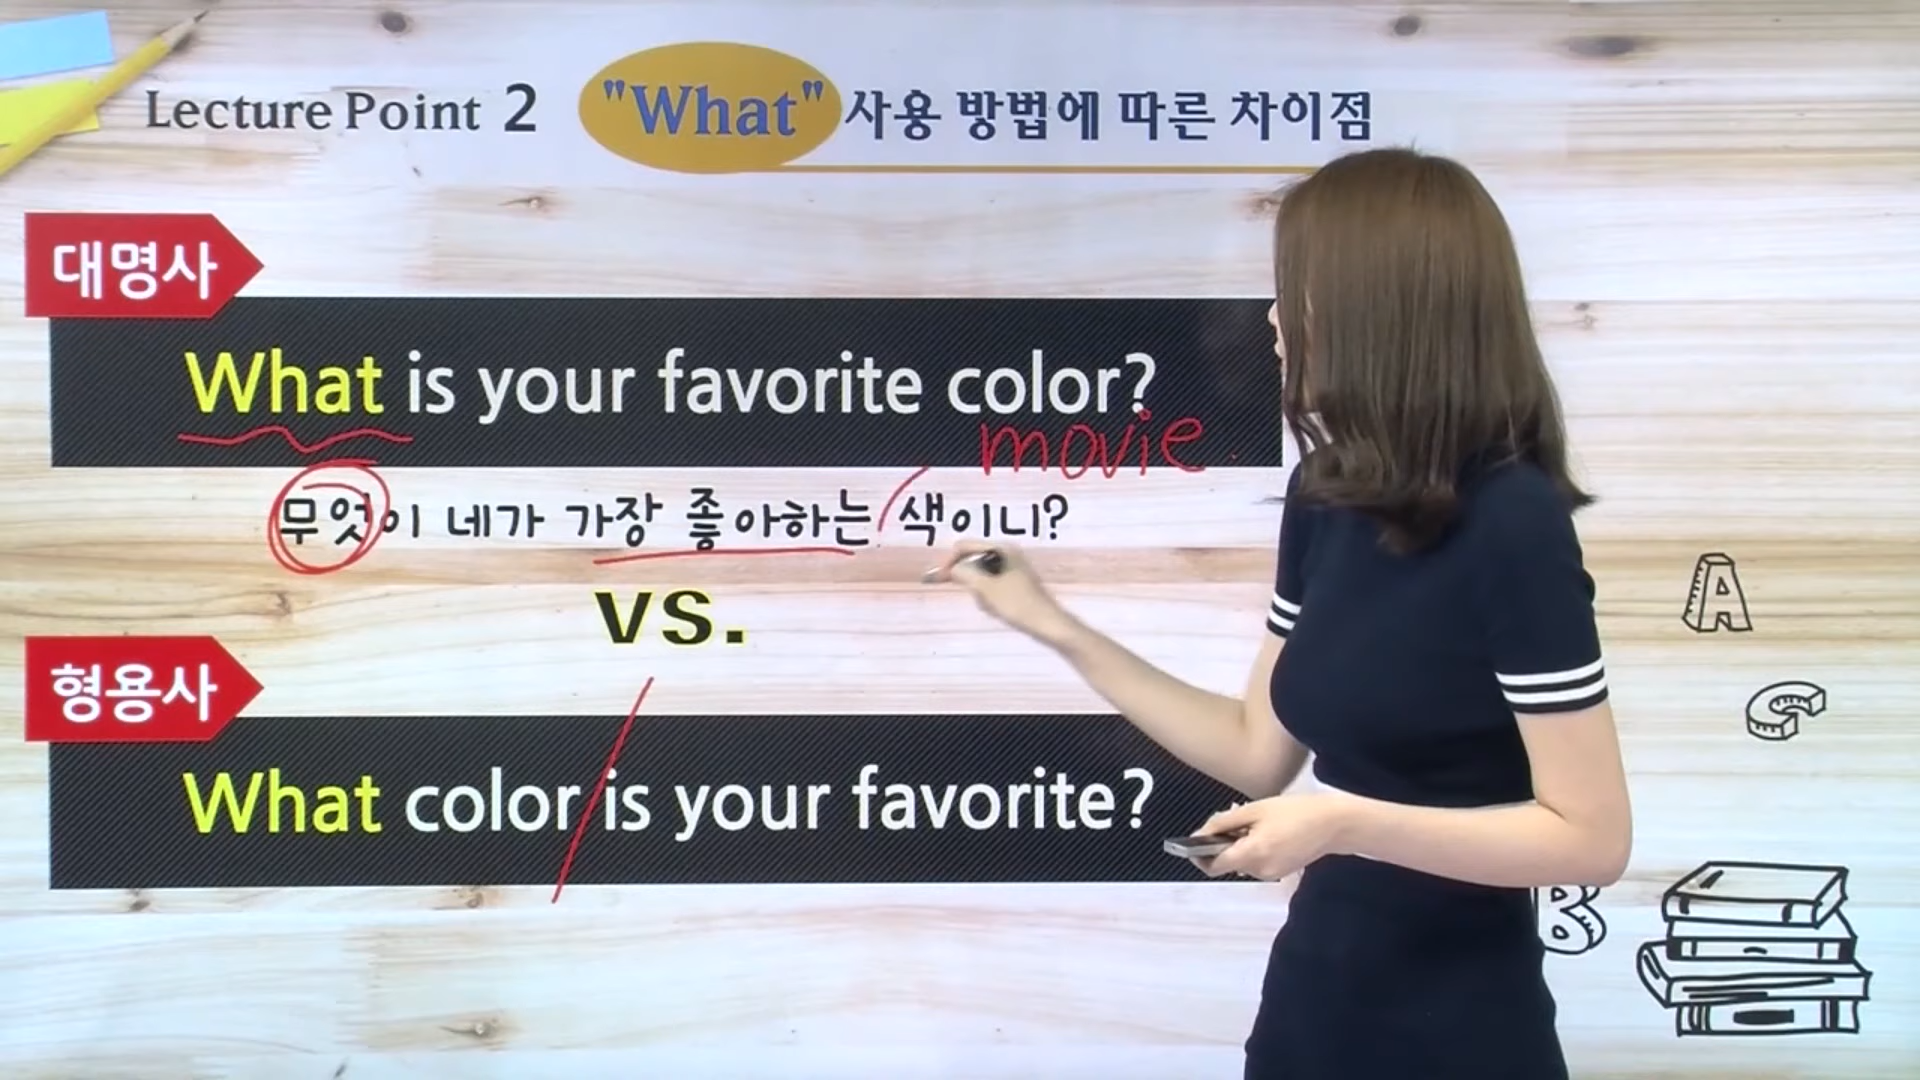 Lecture Point 2 "What" 사용 방법에 따른 차이점
대명사
What is your favorite color?
movie.
무엇이 네가 가장 좋아하는 색이니?
vs.
형용사
What color is your favorite?
A
C
B